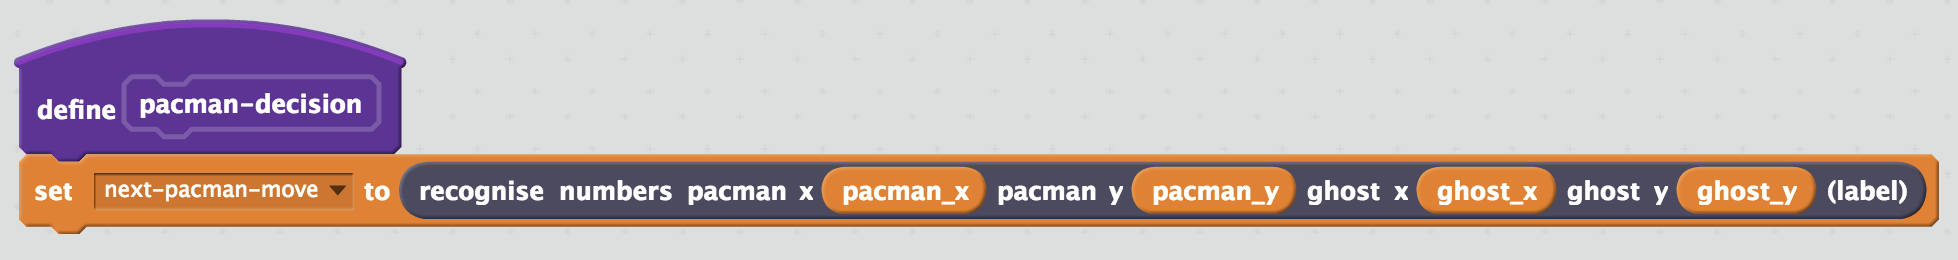 define pacman-decision
set next-pacman-move to recognise numbers pacman x pacman_x pacman y pacman_y ghost x ghost_x ghost y ghost_y (label)